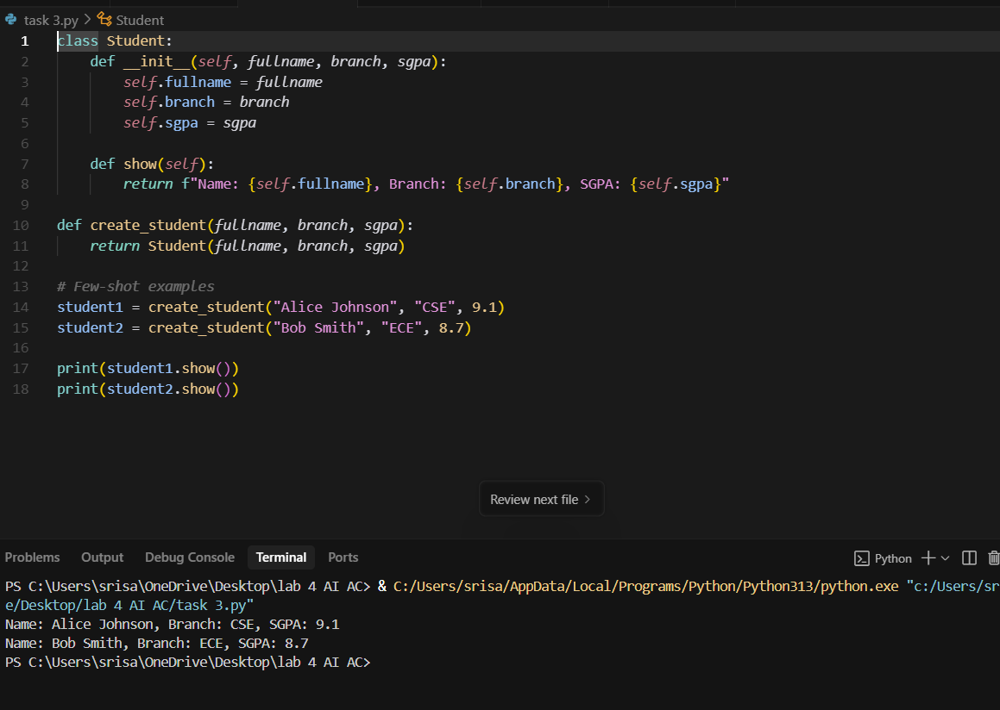 task 3.py > Student
1 class Student:
2     def __init__(self, fullname, branch, sgpa):
3         self.fullname = fullname
4         self.branch = branch
5         self.sgpa = sgpa
6
7     def show(self):
8         return f"Name: {self.fullname}, Branch: {self.branch}, SGPA: {self.sgpa}"
9
10 def create_student(fullname, branch, sgpa):
11     return Student(fullname, branch, sgpa)
12
13 # Few-shot examples
14 student1 = create_student("Alice Johnson", "CSE", 9.1)
15 student2 = create_student("Bob Smith", "ECE", 8.7)
16
17 print(student1.show())
18 print(student2.show())
Review next file >
Problems Output Debug Console Terminal Ports Python
PS C:\Users\srisa\OneDrive\Desktop\lab 4 AI AC> & C:/Users/srisa/AppData/Local/Programs/Python/Python313/python.exe "c:/Users/sr
e/Desktop/lab 4 AI AC/task 3.py"
Name: Alice Johnson, Branch: CSE, SGPA: 9.1
Name: Bob Smith, Branch: ECE, SGPA: 8.7
PS C:\Users\srisa\OneDrive\Desktop\lab 4 AI AC>